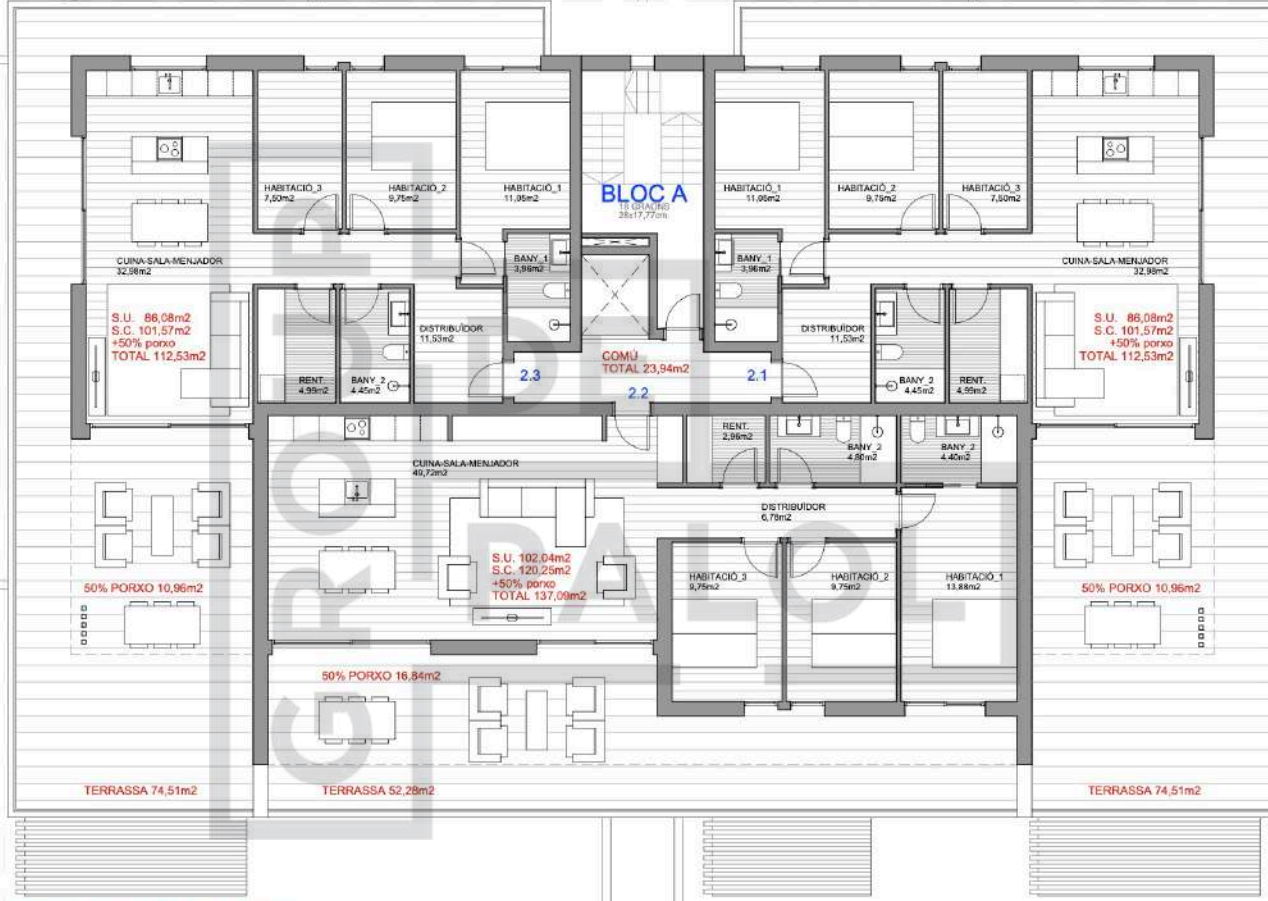 HABITACIÓ_3
7,50m2
HABITACIÓ_2
9,75m2
HABITACIÓ_1
11,05m2
BLOC A
18 GRAONS
28x17,77cm
HABITACIÓ_1
11,05m2
HABITACIÓ_2
9,75m2
HABITACIÓ_3
7,50m2
CUINA-SALA-MENJADOR
32,98m2
BANY_1
3,96m2
BANY_1
3,96m2
CUINA-SALA-MENJADOR
32,98m2
S.U. 86,08m2
S.C. 101,57m2
+50% porxo
TOTAL 112,53m2
DISTRIBUÏDOR
11,53m2
DISTRIBUÏDOR
11,53m2
S.U. 86,08m2
S.C. 101,57m2
+50% porxo
TOTAL 112,53m2
RENT.
4,99m2
BANY_2
4.45m2
2.3
COMÚ
TOTAL 23,94m2
2.2
2.1
BANY_2
4.45m2
RENT.
4,99m2
CUINA-SALA-MENJADOR
49,72m2
RENT.
2,96m2
BANY_2
4,80m2
BANY_2
4.40m2
DISTRIBUÏDOR
6,78m2
S.U. 102,04m2
S.C. 120,25m2
+50% porxo
TOTAL 137,09m2
HABITACIÓ_3
9,75m2
HABITACIÓ_2
9,75m2
HABITACIÓ_1
13,88m2
50% PORXO 10,96m2
50% PORXO 10,96m2
50% PORXO 16,84m2
TERRASSA 74,51m2
TERRASSA 52,28m2
TERRASSA 74,51m2
GROUP
DE
PALOL